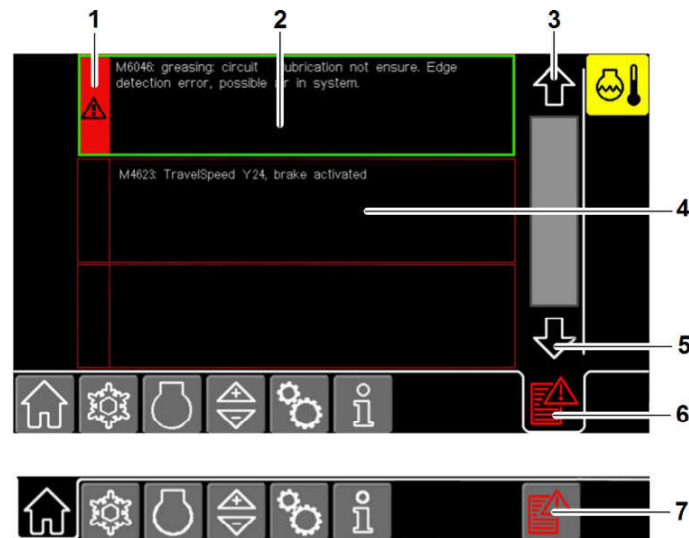 1
2
3
M6046: greasing: circuit ubrication not ensure. Edge
detection error, possible r in system.
M4623: TravelSpeed Y24, brake activated
4
5
6
7